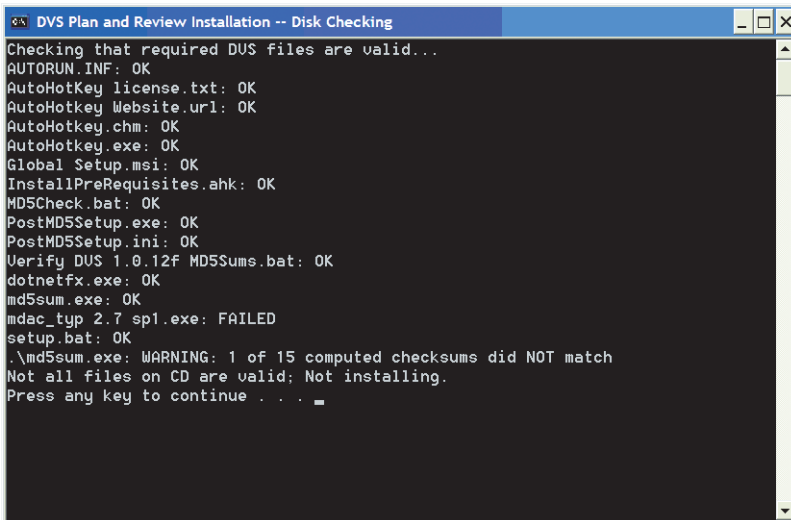 DVS Plan and Review Installation -- Disk Checking
Checking that required DVS files are valid...
AUTORUN.INF: OK
AutoHotKey license.txt: OK
AutoHotKey Website.url: OK
AutoHotkey.chm: OK
AutoHotkey.exe: OK
Global Setup.msi: OK
InstallPreRequisites.ahk: OK
MD5Check.bat: OK
PostMD5Setup.exe: OK
PostMD5Setup.ini: OK
Verify DVS 1.0.12f MD5Sums.bat: OK
dotnetfx.exe: OK
md5sum.exe: OK
mdac_typ 2.7 sp1.exe: FAILED
setup.bat: OK
.\md5sum.exe: WARNING: 1 of 15 computed checksums did NOT match
Not all files on CD are valid; Not installing.
Press any key to continue . . . _